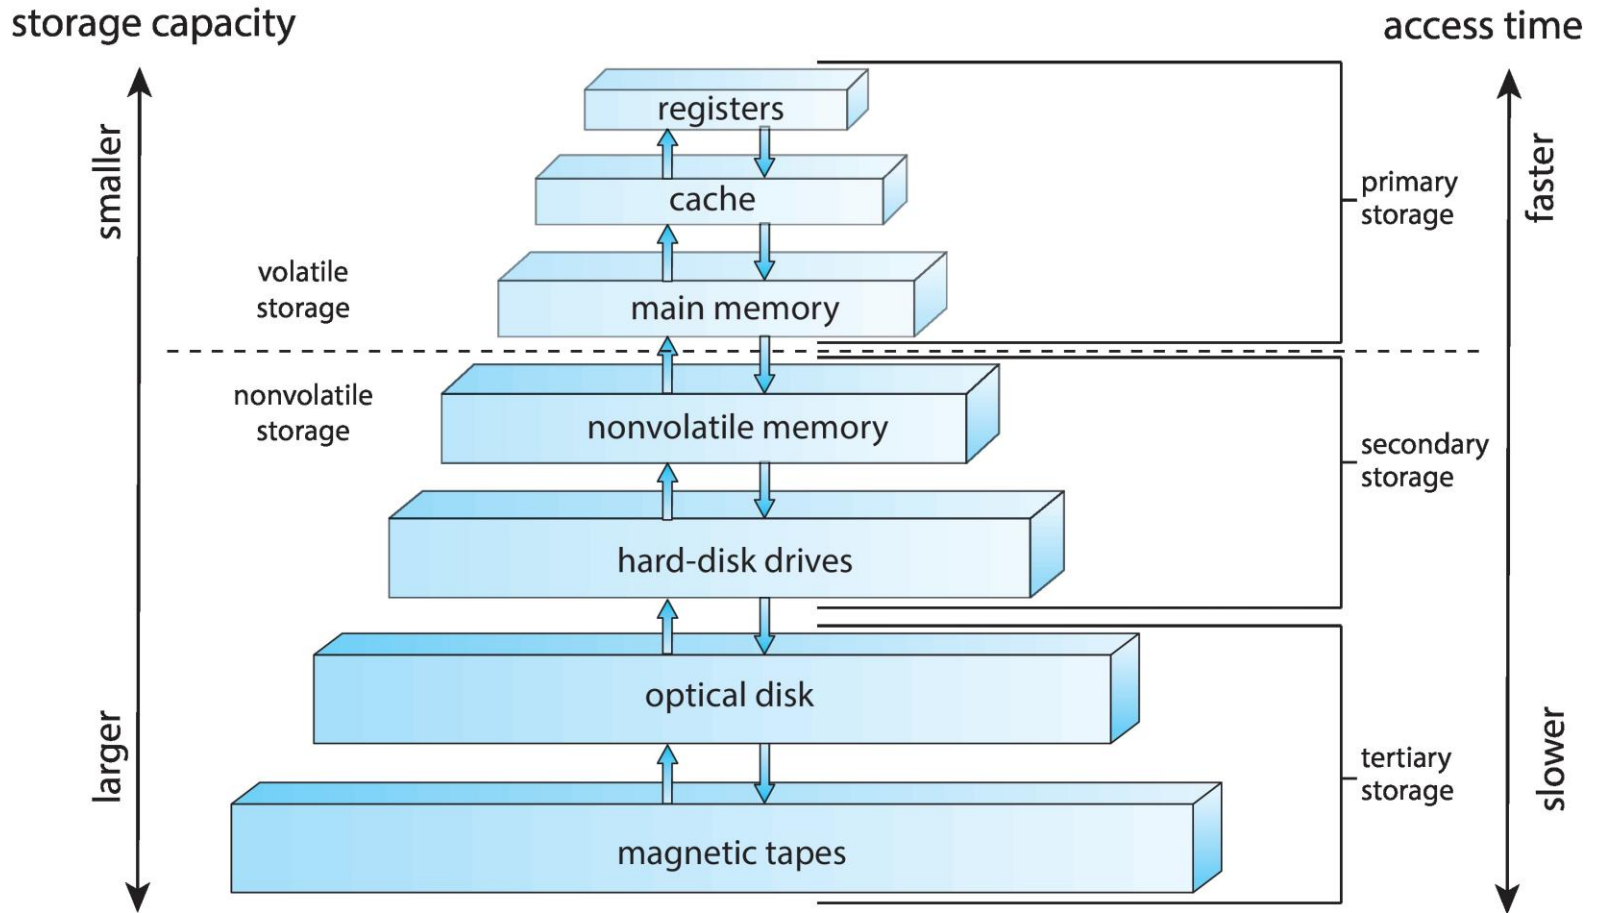 storage capacity
access time
smaller
larger
registers
cache
main memory
volatile
storage
nonvolatile
storage
nonvolatile memory
hard-disk drives
optical disk
magnetic tapes
primary
storage
secondary
storage
tertiary
storage
faster
slower